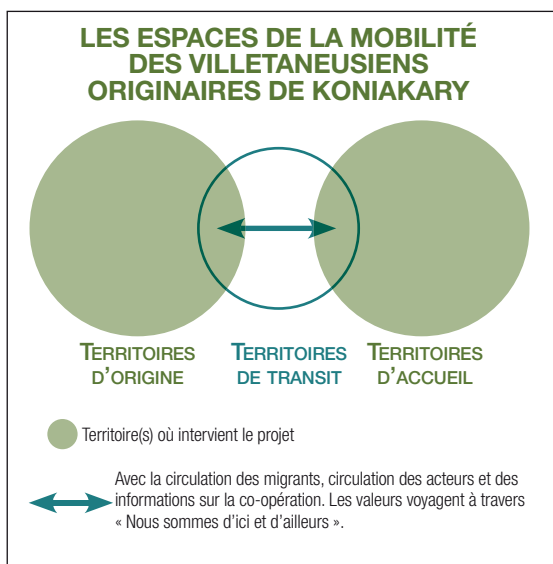 LES ESPACES DE LA MOBILITÉ
DES VILLETANEUSIENS
ORIGINAIRES DE KONIAKARY
TERRITOIRES
D'ORIGINE
TERRITOIRES
DE TRANSIT
TERRITOIRES
D'ACCUEIL
Territoire(s) où intervient le projet
Avec la circulation des migrants, circulation des acteurs et des
informations sur la co-opération. Les valeurs voyagent à travers
« Nous sommes d'ici et d'ailleurs ».